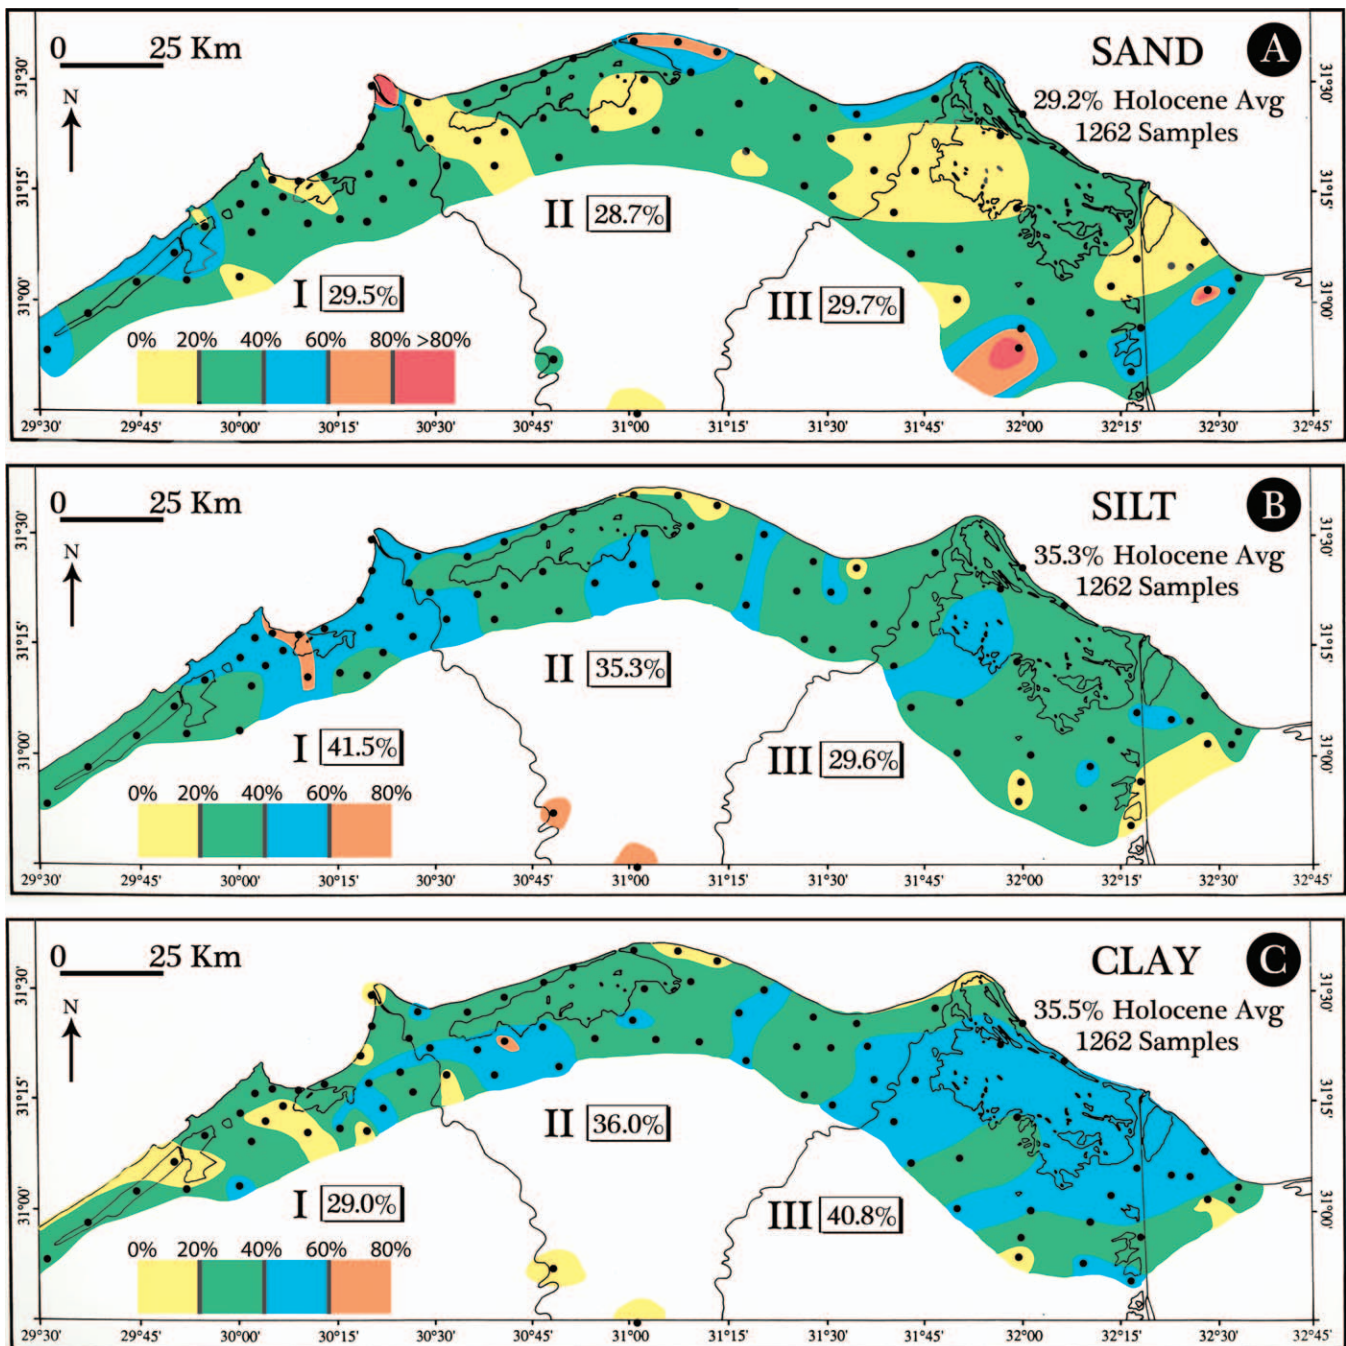 0 25 Km
SAND
A
29.2% Holocene Avg
1262 Samples
N
31°30'
31°15'
31°00'
31°30'
31°15'
31°00'
I 29.5%
II 28.7%
III 29.7%
0% 20% 40% 60% 80% >80%
29°30' 29°45' 30°00' 30°15' 30°30' 30°45' 31°00' 31°15' 31°30' 31°45' 32°00' 32°15' 32°30' 32°45'
0 25 Km
SILT
B
35.3% Holocene Avg
1262 Samples
N
31°30'
31°15'
31°00'
31°30'
31°15'
31°00'
I 41.5%
II 35.3%
III 29.6%
0% 20% 40% 60% 80%
29°30' 29°45' 30°00' 30°15' 30°30' 30°45' 31°00' 31°15' 31°30' 31°45' 32°00' 32°15' 32°30' 32°45'
0 25 Km
CLAY
C
35.5% Holocene Avg
1262 Samples
N
31°30'
31°15'
31°00'
31°30'
31°15'
31°00'
I 29.0%
II 36.0%
III 40.8%
0% 20% 40% 60% 80%
29°30' 29°45' 30°00' 30°15' 30°30' 30°45' 31°00' 31°15' 31°30' 31°45' 32°00' 32°15' 32°30' 32°45'